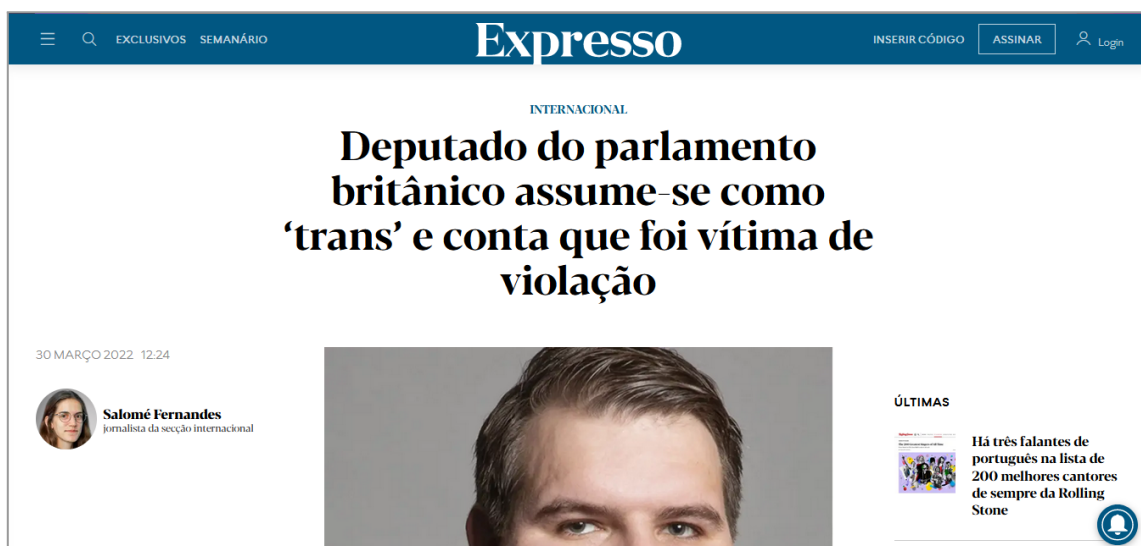 EXCLUSIVOS SEMANÁRIO
Expresso
INSERIR CÓDIGO
ASSINAR
Login
INTERNACIONAL
Deputado do parlamento
britânico assume-se como
‘trans’ e conta que foi vítima de
violação
30 MARÇO 2022 12:24
Salomé Fernandes
jornalista da secção internacional
ÚLTIMAS
Há três falantes de
português na lista de
200 melhores cantores
de sempre da Rolling
Stone